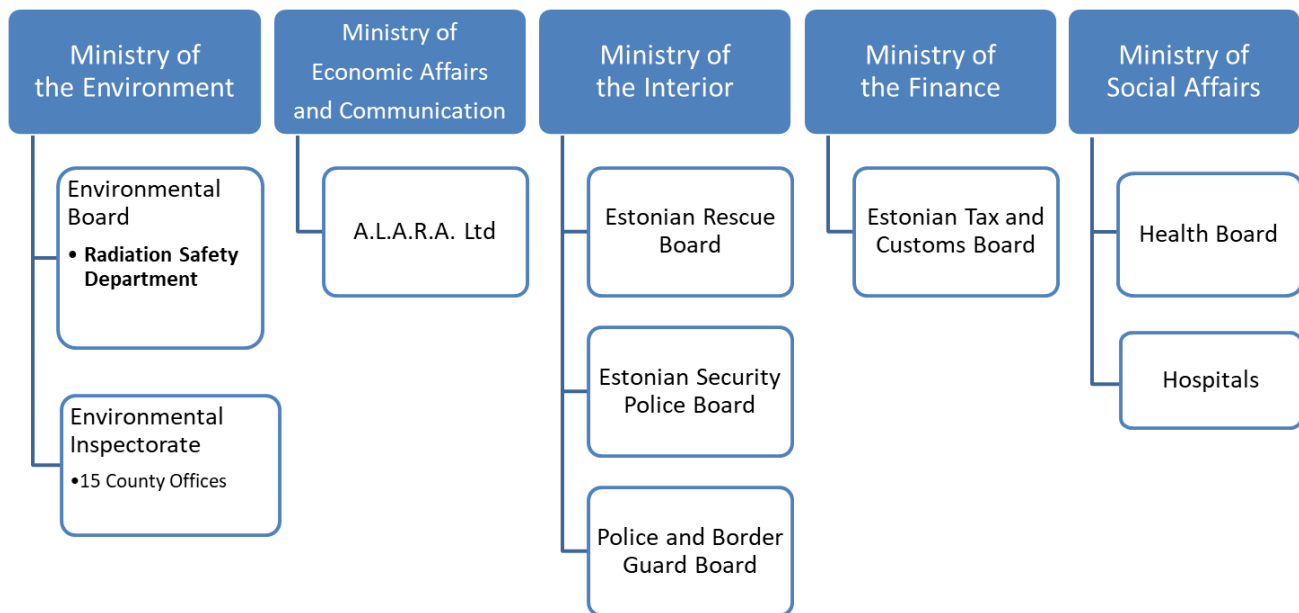 Ministry of
the Environment
Environmental
Board
• Radiation Safety
Department
Environmental
Inspectorate
•15 County Offices
Ministry of
Economic Affairs
and Communication
A.L.A.R.A. Ltd
Ministry of
the Interior
Estonian Rescue
Board
Estonian Security
Police Board
Police and Border
Guard Board
Ministry of
the Finance
Estonian Tax and
Customs Board
Ministry of
Social Affairs
Health Board
Hospitals